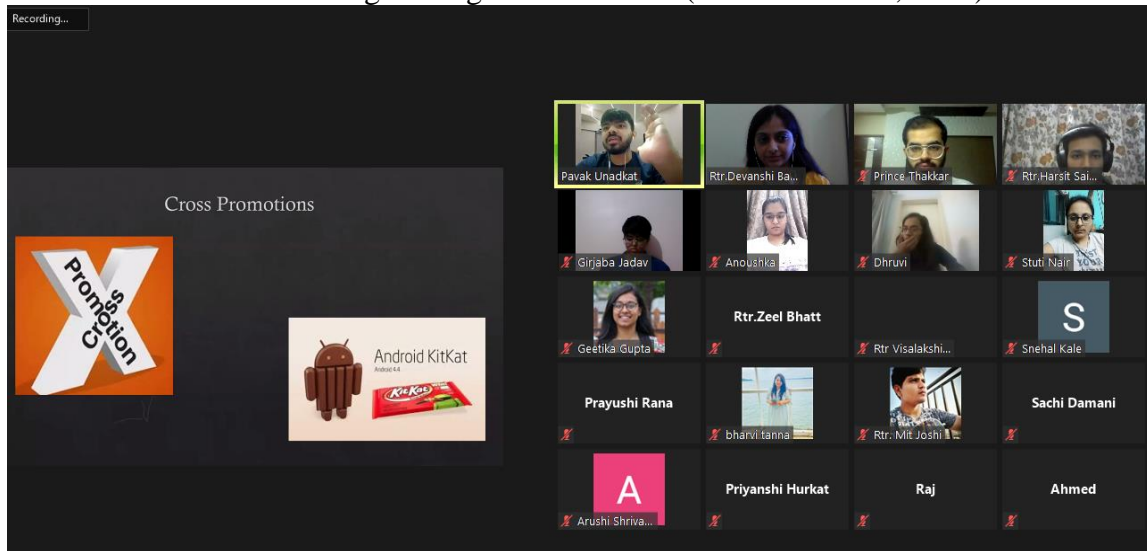 Recording...
Cross Promotions
Cross
Promotion
Android KitKat
Android 4.4
KitKat
Pavak Unadkat
Rtr.Devanshi Ba...
Prince Thakkar
Rtr.Harsit Sai...
Girjaba Jadav
Anoushka
Dhruvi
Stuti Nair
Geetika Gupta
Rtr.Zeel Bhatt
Rtr Visalakshi...
S
Snehal Kale
Prayushi Rana
bharvi tanna
Rtr. Mit Joshi
Sachi Damani
A
Arushi Shriva...
Priyanshi Hurkat
Raj
Ahmed